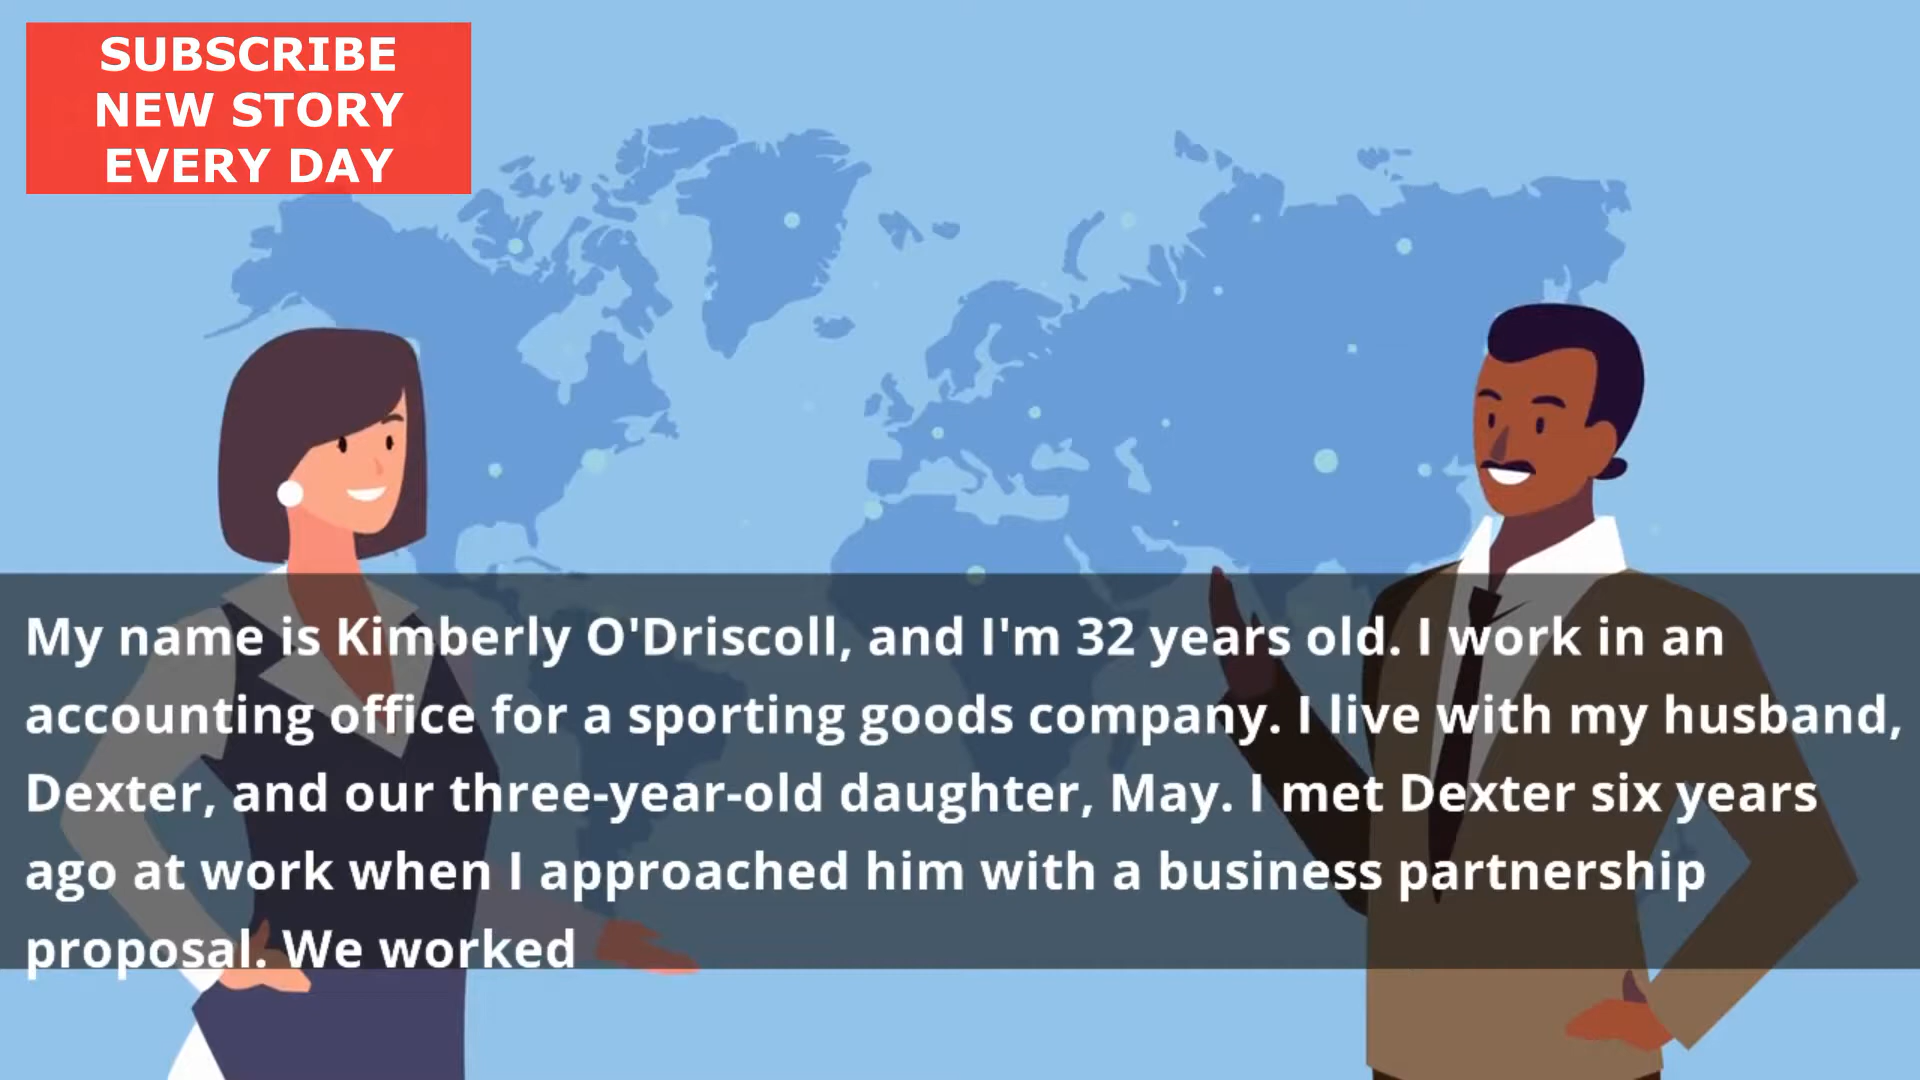 SUBSCRIBE
NEW STORY
EVERY DAY
My name is Kimberly O'Driscoll, and I'm 32 years old. I work in an
accounting office for a sporting goods company. I live with my husband,
Dexter, and our three-year-old daughter, May. I met Dexter six years
ago at work when I approached him with a business partnership
proposal. We worked